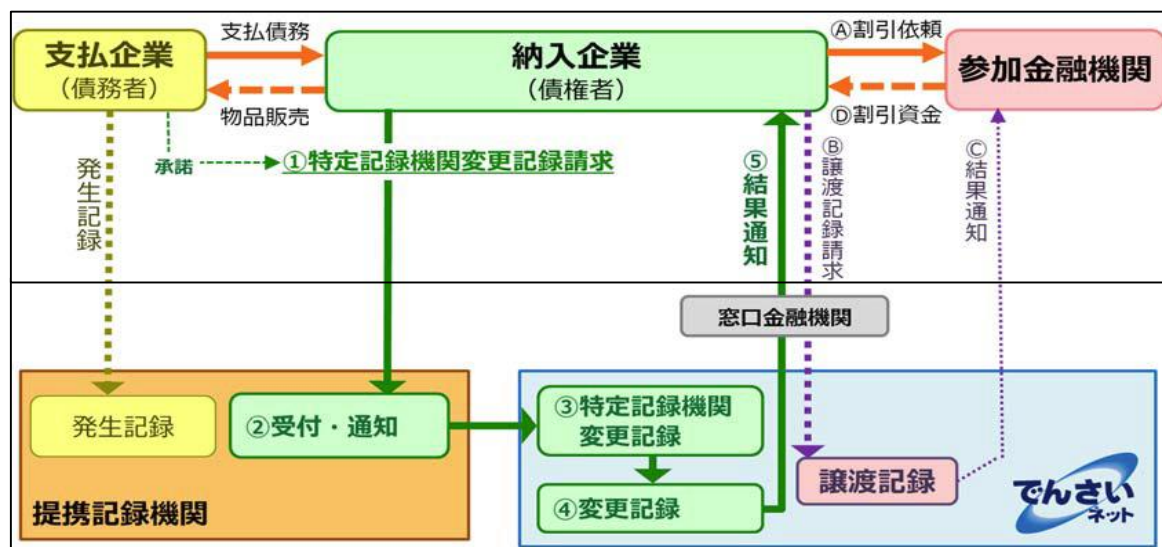 支払企業
（債務者）
支払債務
物品販売
納入企業
（債権者）
Ⓐ割引依頼
Ⓓ割引資金
参加金融機関
発生記録
承諾
①特定記録機関変更記録請求
⑤結果通知
Ⓑ譲渡記録請求
Ⓒ結果通知
窓口金融機関
発生記録
②受付・通知
提携記録機関
③特定記録機関
変更記録
④変更記録
譲渡記録
でんさい
ネット